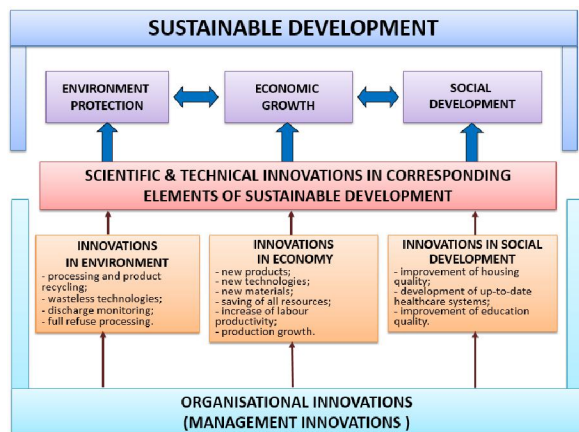 SUSTAINABLE DEVELOPMENT
ENVIRONMENT
PROTECTION
ECONOMIC
GROWTH
SOCIAL
DEVELOPMENT
SCIENTIFIC & TECHNICAL INNOVATIONS IN CORRESPONDING
ELEMENTS OF SUSTAINABLE DEVELOPMENT
INNOVATIONS
IN ENVIRONMENT
- processing and product
recycling;
- wasteless technologies;
- discharge monitoring;
- full refuse processing.
INNOVATIONS
IN ECONOMY
- new products;
- new technologies;
- new materials;
- saving of all resources;
- increase of labour
productivity;
- production growth.
INNOVATIONS IN SOCIAL
DEVELOPMENT
- improvement of housing
quality;
- development of up-to-date
healthcare systems;
- improvement of education
quality.
ORGANISATIONAL INNOVATIONS
(MANAGEMENT INNOVATIONS )